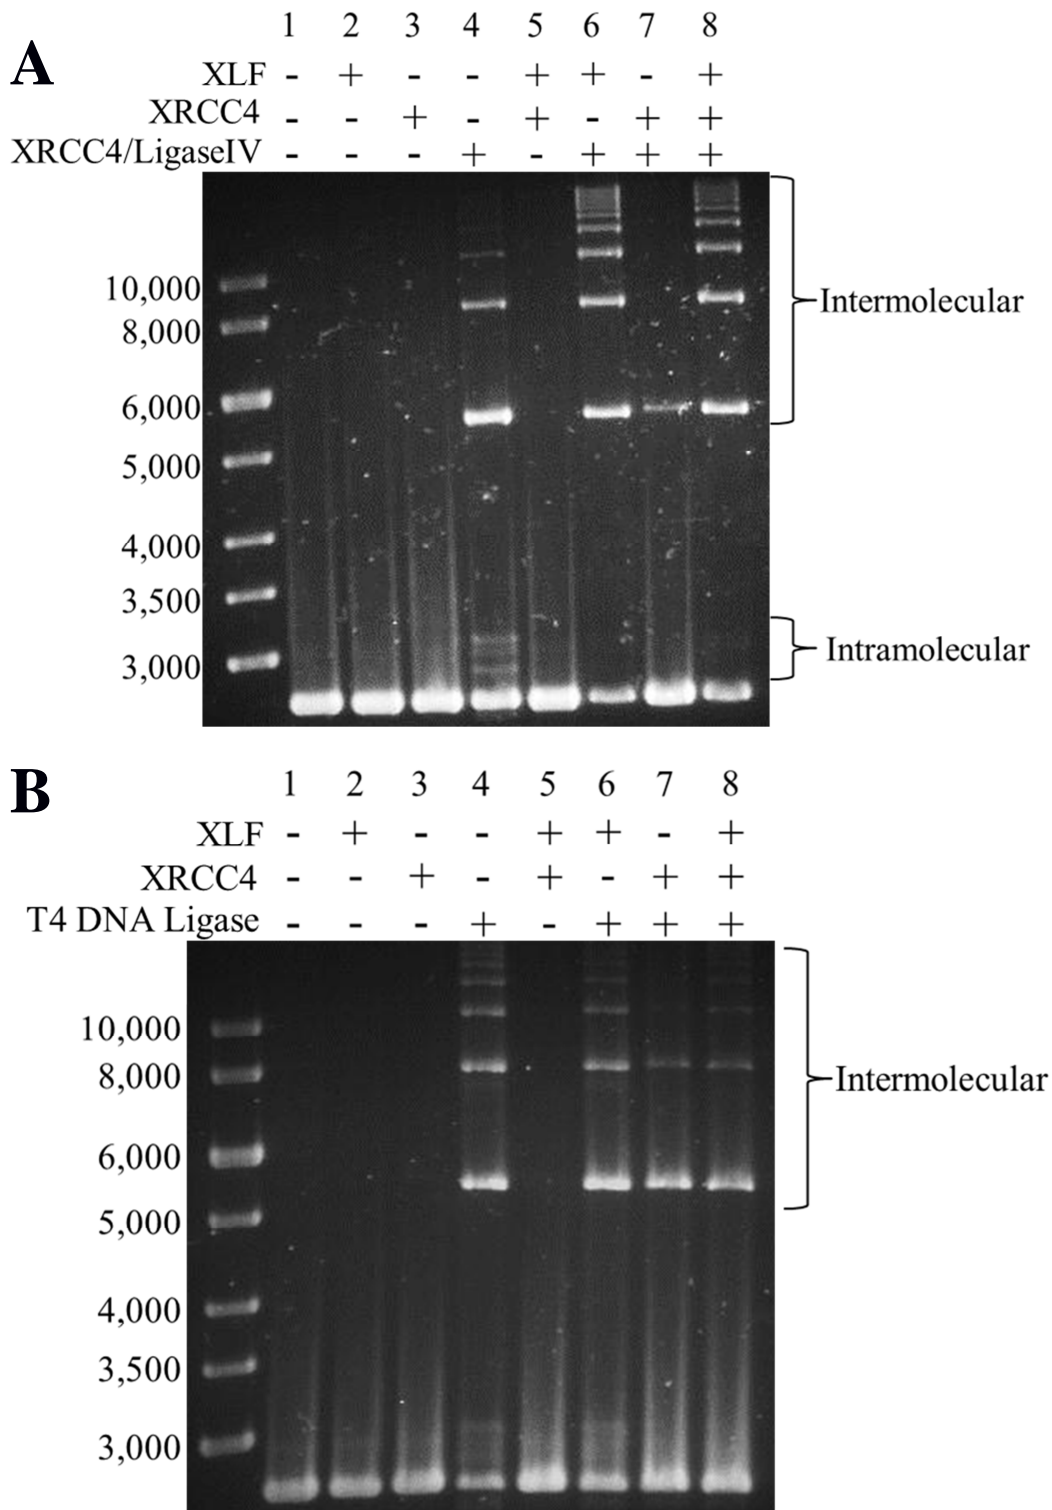 A
1 2 3 4 5 6 7 8
XLF - + - - + + - +
XRCC4 - - + - + - + +
XRCC4/LigaseIV - - - + - + + +
10,000
8,000
6,000
5,000
4,000
3,500
3,000
Intermolecular
Intramolecular
B
1 2 3 4 5 6 7 8
XLF - + - - + + - +
XRCC4 - - + - + - + +
T4 DNA Ligase - - - + - + + +
10,000
8,000
6,000
5,000
4,000
3,500
3,000
Intermolecular